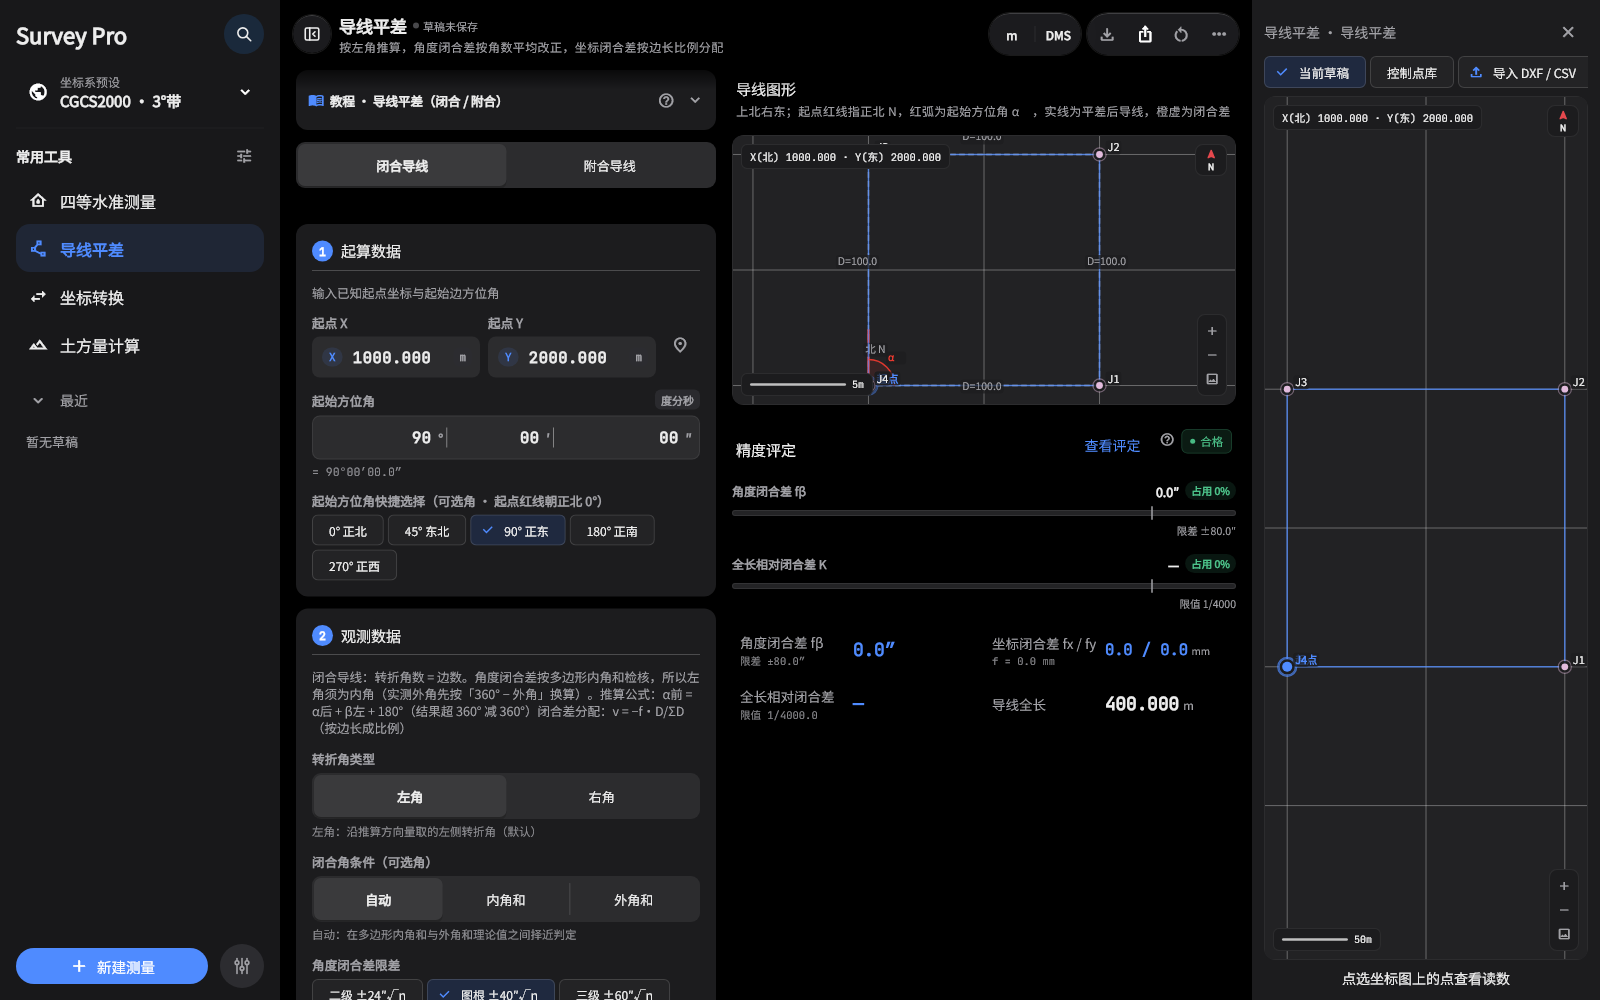 Survey Pro
坐标系预设
CGCS2000 • 3°带
常用工具
四等水准测量
导线平差
坐标转换
土方量计算
最近
暂无草稿
新建测量
导线平差
草稿未保存
按左角推算，角度闭合差按角数平均改正，坐标闭合差按边长比例分配
m
DMS
教程 • 导线平差（闭合 / 附合）
闭合导线
附合导线
1
起算数据
输入已知起点坐标与起始边方位角
起点 X
起点 Y
X
1000.000
m
Y
2000.000
m
起始方位角
度分秒
90 °
00 ′
00 ″
= 90°00′00.0″
起始方位角快捷选择（可选角 • 起点红线朝正北 0°）
0° 正北
45° 东北
90° 正东
180° 正南
270° 正西
2
观测数据
闭合导线：转折角数 = 边数。角度闭合差按多边形内角和检核，所以左
角须为内角（实测外角先按「360° − 外角」换算）。推算公式：α前 =
α后 + β左 + 180°（结果超 360° 减 360°）闭合差分配：v = −f • D/ΣD
（按边长成比例）
转折角类型
左角
右角
左角：沿推算方向量取的左侧转折角（默认）
闭合角条件（可选角）
自动
内角和
外角和
自动：在多边形内角和与外角和理论值之间择近判定
角度闭合差限差
二级 ±24″√n
图根 ±40″√n
三级 ±60″√n
导线图形
上北右东；起点红线指正北 N，红弧为起始方位角 α ，实线为平差后导线，橙虚为闭合差
D=100.0
X(北) 1000.000 · Y(东) 2000.000
J2
N
D=100.0
D=100.0
北 N
α
5m
J4点
D=100.0
J1
精度评定
查看评定
合格
角度闭合差 fβ
0.0″
占用 0%
限差 ±80.0″
全长相对闭合差 K
—
占用 0%
限值 1/4000
角度闭合差 fβ
限差 ±80.0″
0.0″
坐标闭合差 fx / fy
f = 0.0 mm
0.0 / 0.0 mm
全长相对闭合差
限值 1/4000.0
—
导线全长
400.000 m
导线平差 • 导线平差
当前草稿
控制点库
导入 DXF / CSV
X(北) 1000.000 · Y(东) 2000.000
N
J3
J2
J4点
J1
50m
点选坐标图上的点查看读数